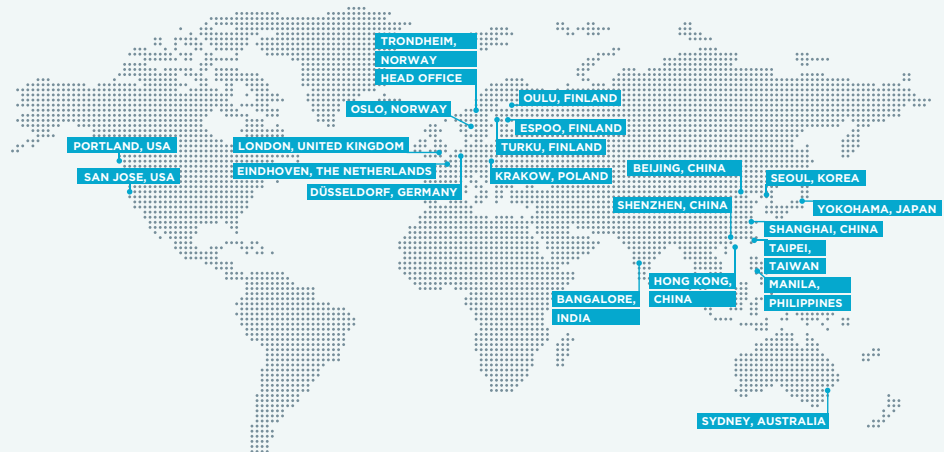 TRONDHEIM,
NORWAY
HEAD OFFICE
OULU, FINLAND
OSLO, NORWAY
ESPOO, FINLAND
PORTLAND, USA
LONDON, UNITED KINGDOM
TURKU, FINLAND
SAN JOSE, USA
EINDHOVEN, THE NETHERLANDS
KRAKOW, POLAND
BEIJING, CHINA
SEOUL, KOREA
DÜSSELDORF, GERMANY
SHENZHEN, CHINA
YOKOHAMA, JAPAN
SHANGHAI, CHINA
TAIPEI,
TAIWAN
HONG KONG,
CHINA
MANILA,
PHILIPPINES
BANGALORE,
INDIA
SYDNEY, AUSTRALIA